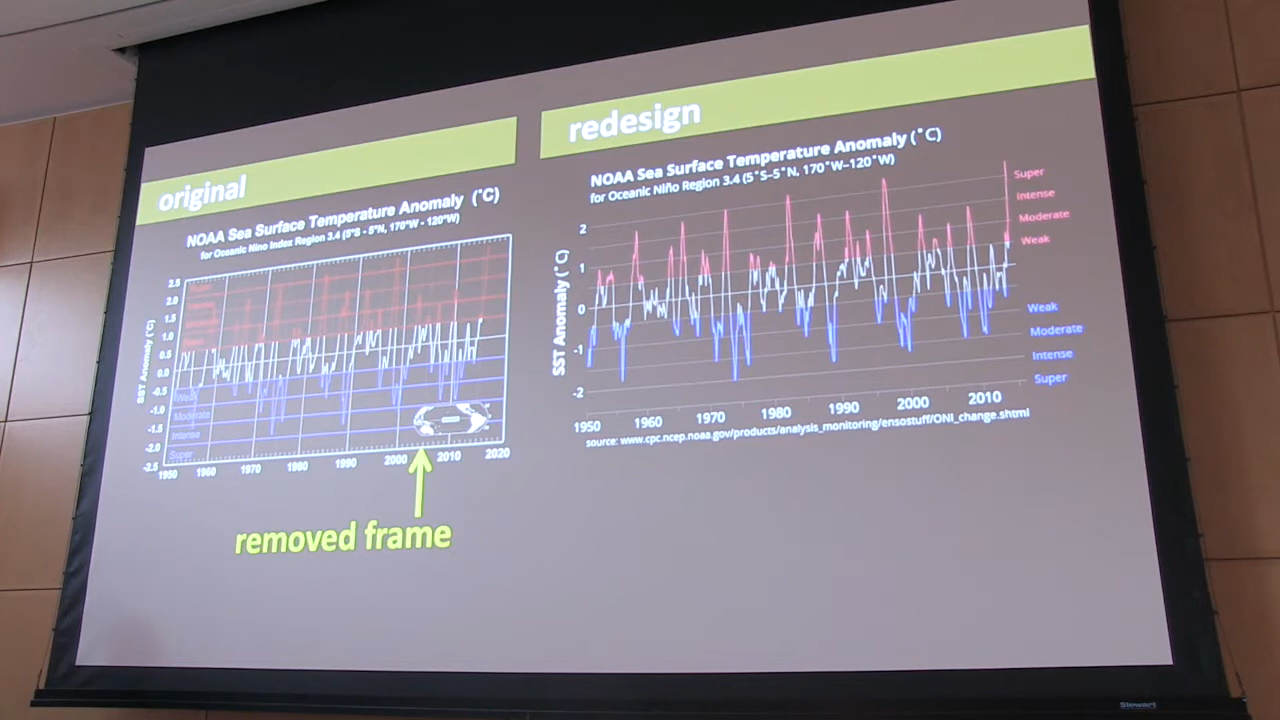 original
NOAA Sea Surface Temperature Anomaly (˚C)
for Oceanic Nino Index Region 3.4 (5°S - 5°N, 170°W - 120°W)
SST Anomaly (˚C)
2.5
2.0
1.5
1.0
0.5
0.0
-0.5
-1.0
-1.5
-2.0
-2.5
Weak
Moderate
Intense
Super
1950 1960 1970 1980 1990 2000 2010 2020
removed frame
redesign
NOAA Sea Surface Temperature Anomaly (˚C)
for Oceanic Niño Region 3.4 (5˚S–5˚N, 170˚W–120˚W)
SST Anomaly (˚C)
2
1
0
-1
-2
Super
Intense
Moderate
Weak
Weak
Moderate
Intense
Super
1950 1960 1970 1980 1990 2000 2010
source: www.cpc.ncep.noaa.gov/products/analysis_monitoring/ensostuff/ONI_change.shtml
Stewart